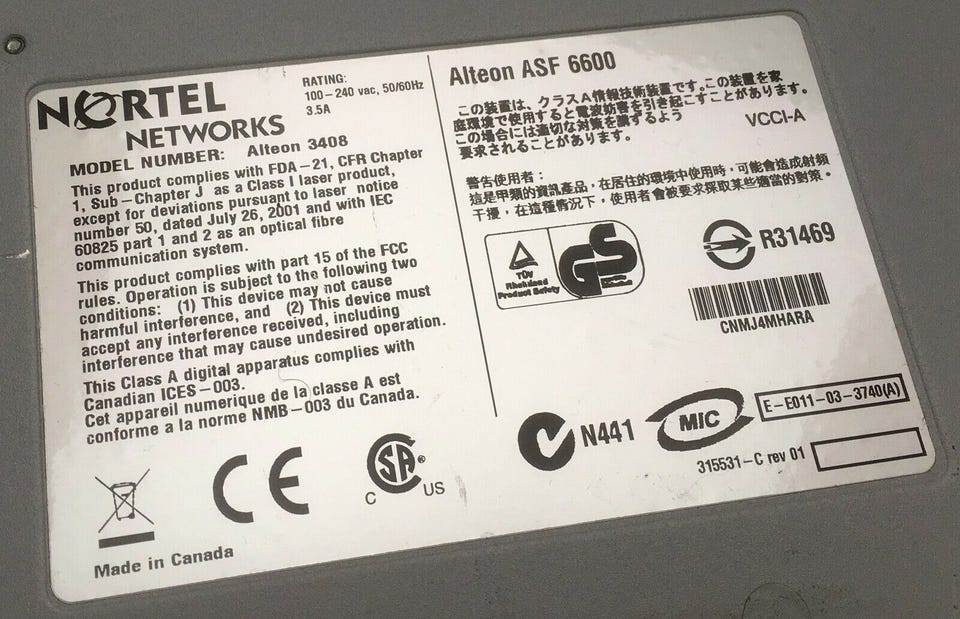 NORTEL
NETWORKS
RATING:
100-240 vac, 50/60Hz
3.5A
MODEL NUMBER: Alteon 3408
This product complies with FDA-21, CFR Chapter
1, Sub-Chapter J as a Class I laser product,
except for deviations pursuant to laser notice
number 50, dated July 26, 2001 and with IEC
60825 part 1 and 2 as an optical fibre
communication system.
This product complies with part 15 of the FCC
rules. Operation is subject to the following two
conditions: (1) This device may not cause
harmful interference, and (2) This device must
accept any interference received, including
interference that may cause undesired operation.
This Class A digital apparatus complies with
Canadian ICES-003.
Cet appareil numerique de la classe A est
conforme a la norme NMB-003 du Canada.
CE
CSA®
C US
Made in Canada
Alteon ASF 6600
この装置は、クラスA情報技術装置です。この装置を家
庭環境で使用すると電波妨害を引き起こすことがあります。
この場合には適切な対策を講ずるよう
要求されることがあります。
VCCI-A
警告使用者:
這是甲類的資訊產品，在居住的環境中使用時，可能會造成射頻
干擾，在這種情況下，使用者會被要求採取某些適當的對策。
TÜV
Rheinland
Product Safety
GS
R31469
CNMJ4MHARA
N441
MiC
E-E011-03-3740(A)
315531-C rev 01